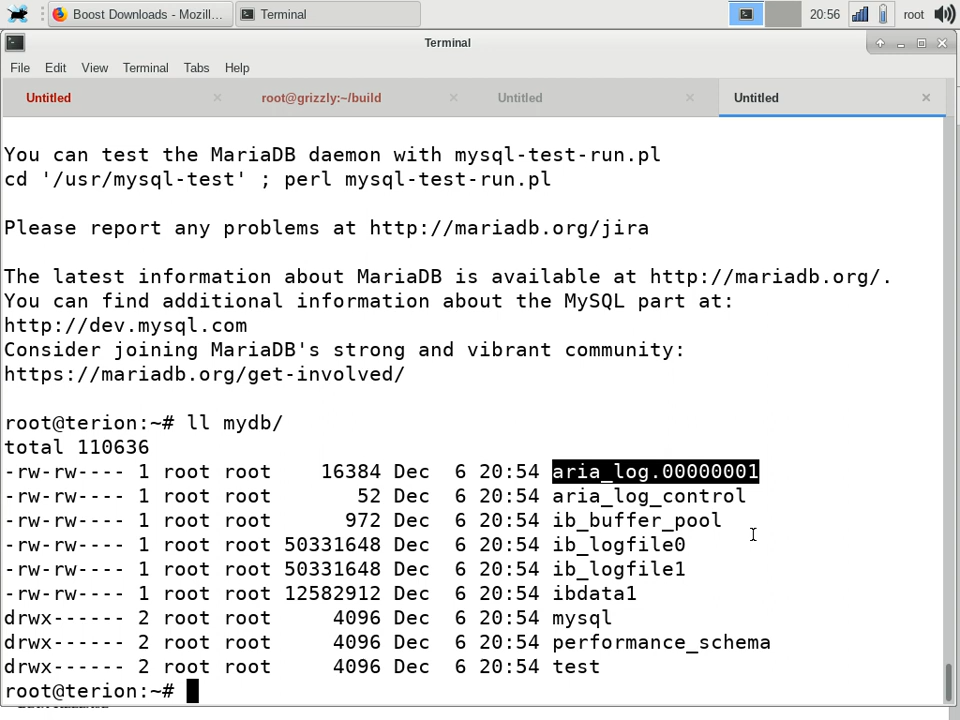 Boost Downloads - Mozill...
Terminal
20:56
root
Terminal
File Edit View Terminal Tabs Help
Untitled
root@grizzly:~/build
Untitled
Untitled
You can test the MariaDB daemon with mysql-test-run.pl
cd '/usr/mysql-test' ; perl mysql-test-run.pl
Please report any problems at http://mariadb.org/jira
The latest information about MariaDB is available at http://mariadb.org/.
You can find additional information about the MySQL part at:
http://dev.mysql.com
Consider joining MariaDB's strong and vibrant community:
https://mariadb.org/get-involved/
root@terion:~# ll mydb/
total 110636
-rw-rw---- 1 root root 16384 Dec 6 20:54 aria_log.00000001
-rw-rw---- 1 root root 52 Dec 6 20:54 aria_log_control
-rw-rw---- 1 root root 972 Dec 6 20:54 ib_buffer_pool
-rw-rw---- 1 root root 50331648 Dec 6 20:54 ib_logfile0
-rw-rw---- 1 root root 50331648 Dec 6 20:54 ib_logfile1
-rw-rw---- 1 root root 12582912 Dec 6 20:54 ibdata1
drwx------ 2 root root 4096 Dec 6 20:54 mysql
drwx------ 2 root root 4096 Dec 6 20:54 performance_schema
drwx------ 2 root root 4096 Dec 6 20:54 test
root@terion:~#